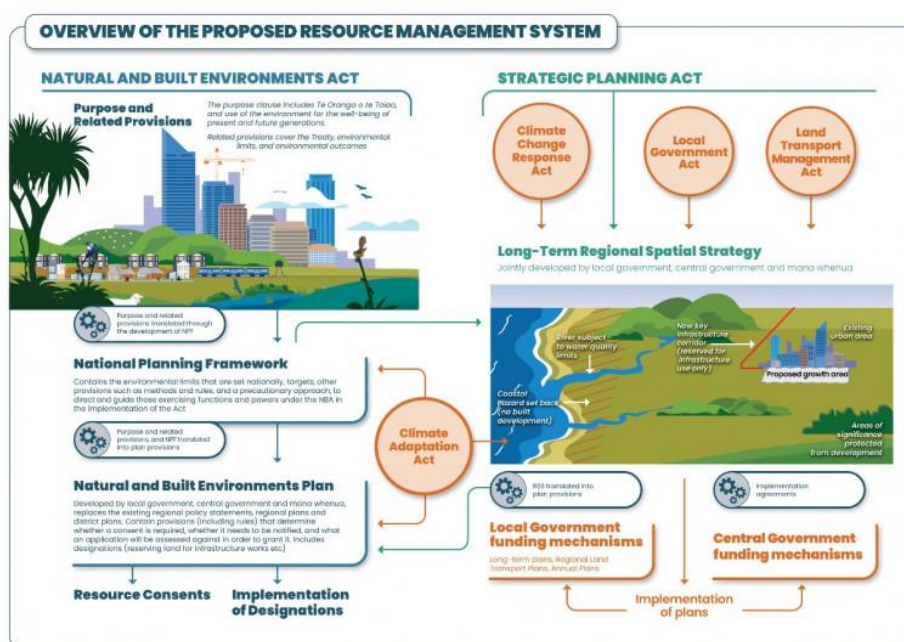 OVERVIEW OF THE PROPOSED RESOURCE MANAGEMENT SYSTEM
NATURAL AND BUILT ENVIRONMENTS ACT
Purpose and
Related Provisions
The purpose clause includes Te Oranga o te Taiao,
and use of the environment for the well-being of
present and future generations.
Related provisions cover the Treaty, environmental
limits, and environmental outcomes
Purpose and related
provisions translated through
the development of NPF
National Planning Framework
Contains the environmental limits that are set nationally, targets, other
provisions such as methods and rules, and a precautionary approach, to
direct and guide those exercising functions and powers under the NBA in
the implementation of the Act
Purpose and related
provisions, and NPF translated
into plan provisions
Natural and Built Environments Plan
Developed by local government, central government and mana whenua,
replaces the existing regional policy statements, regional plans and
district plans. Contain provisions (including rules) that determine
whether a consent is required, whether it needs to be notified, and what
an application will be assessed against in order to grant it. Includes
designations (reserving land for infrastructure works etc)
Resource Consents
Implementation
of Designations
Climate
Adaptation
Act
STRATEGIC PLANNING ACT
Climate
Change
Response
Act
Local
Government
Act
Land
Transport
Management
Act
Long-Term Regional Spatial Strategy
Jointly developed by local government, central government and mana whenua
River subject
to water quality
limits
New key
infrastructure
corridor
(reserved for
infrastructure
use only)
Existing
urban area
Proposed growth area
Coastal
Hazard set back
(no built
development)
Areas of
significance
protected
from development
RSS translated into
plan provisions
Implementation
agreements
Local Government
funding mechanisms
Long-term plans, Regional Land
Transport Plans, Annual Plans
Central Government
funding mechanisms
Implementation
of plans